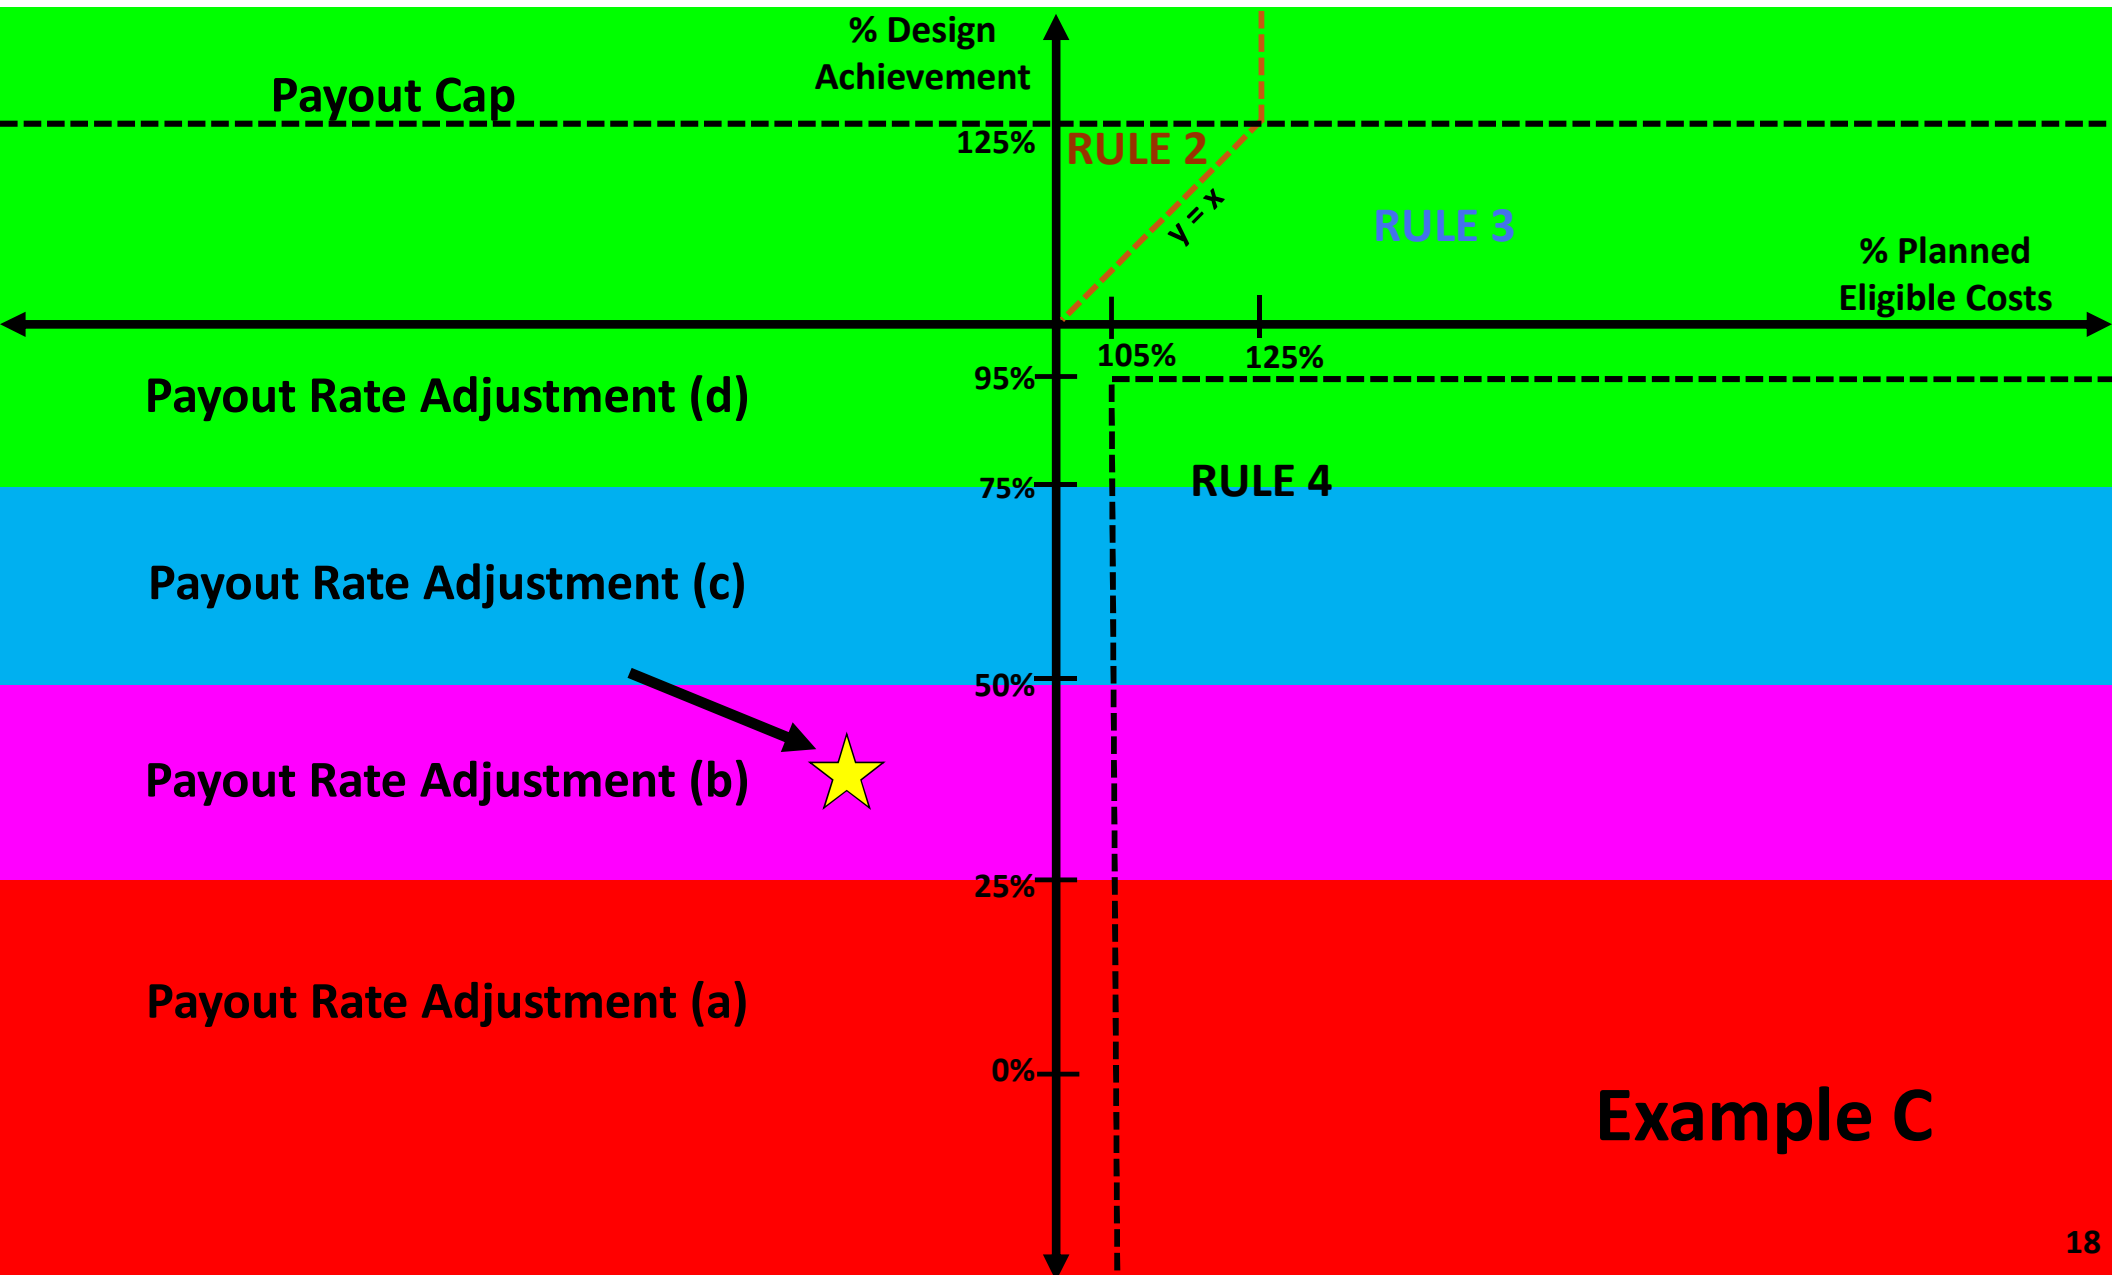 % Design
Achievement
Payout Cap
125%
RULE 2
y = x
RULE 3
% Planned
Eligible Costs
105%
125%
95%
Payout Rate Adjustment (d)
75%
RULE 4
Payout Rate Adjustment (c)
50%
Payout Rate Adjustment (b)
25%
Payout Rate Adjustment (a)
0%
Example C
18